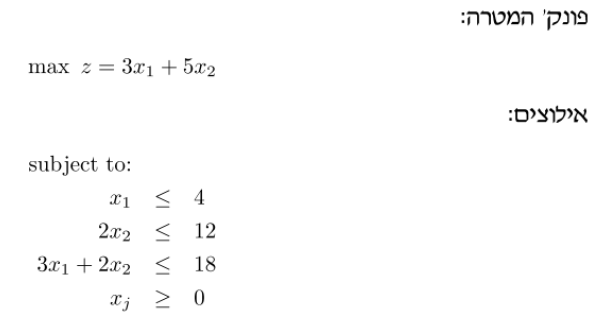 פונק' המטרה:
max z = 3x₁ + 5x₂
אילוצים:
subject to:
x₁ ≤ 4
2x₂ ≤ 12
3x₁ + 2x₂ ≤ 18
xⱼ ≥ 0